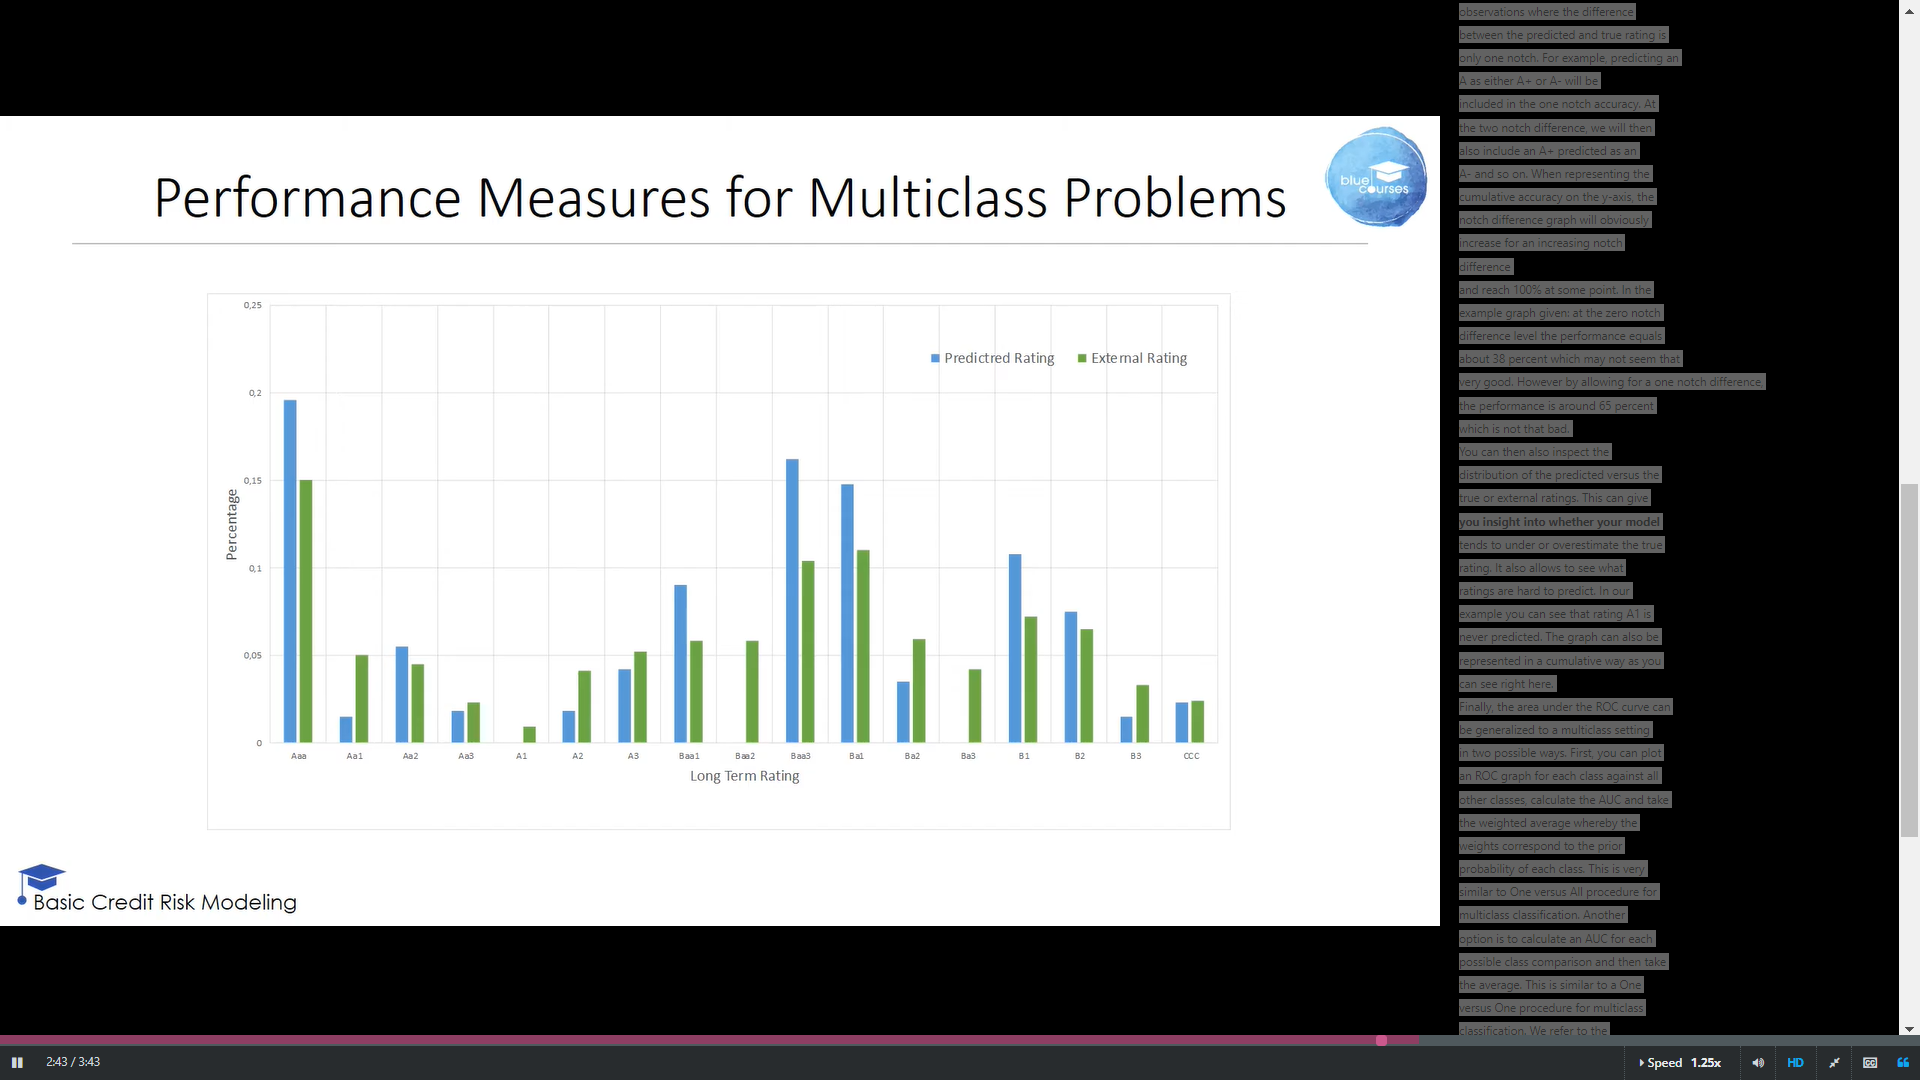 Performance Measures for Multiclass Problems
blue
courses
0,25
0,2
0,15
0,1
0,05
0
Percentage
Predictred Rating
External Rating
Aaa Aa1 Aa2 Aa3 A1 A2 A3 Baa1 Baa2 Baa3 Ba1 Ba2 Ba3 B1 B2 B3 CCC
Long Term Rating
Basic Credit Risk Modeling
observations where the difference
between the predicted and true rating is
only one notch. For example, predicting an
A as either A+ or A- will be
included in the one notch accuracy. At
the two notch difference, we will then
also include an A+ predicted as an
A- and so on. When representing the
cumulative accuracy on the y-axis, the
notch difference graph will obviously
increase for an increasing notch
difference
and reach 100% at some point. In the
example graph given: at the zero notch
difference level the performance equals
about 38 percent which may not seem that
very good. However by allowing for a one notch difference,
the performance is around 65 percent
which is not that bad.
You can then also inspect the
distribution of the predicted versus the
true or external ratings. This can give
you insight into whether your model
tends to under or overestimate the true
rating. It also allows to see what
ratings are hard to predict. In our
example you can see that rating A1 is
never predicted. The graph can also be
represented in a cumulative way as you
can see right here.
Finally, the area under the ROC curve can
be generalized to a multiclass setting
in two possible ways. First, you can plot
an ROC graph for each class against all
other classes, calculate the AUC and take
the weighted average whereby the
weights correspond to the prior
probability of each class. This is very
similar to One versus All procedure for
multiclass classification. Another
option is to calculate an AUC for each
possible class comparison and then take
the average. This is similar to a One
versus One procedure for multiclass
classification. We refer to the
2:43 / 3:43
Speed 1.25x
HD
CC